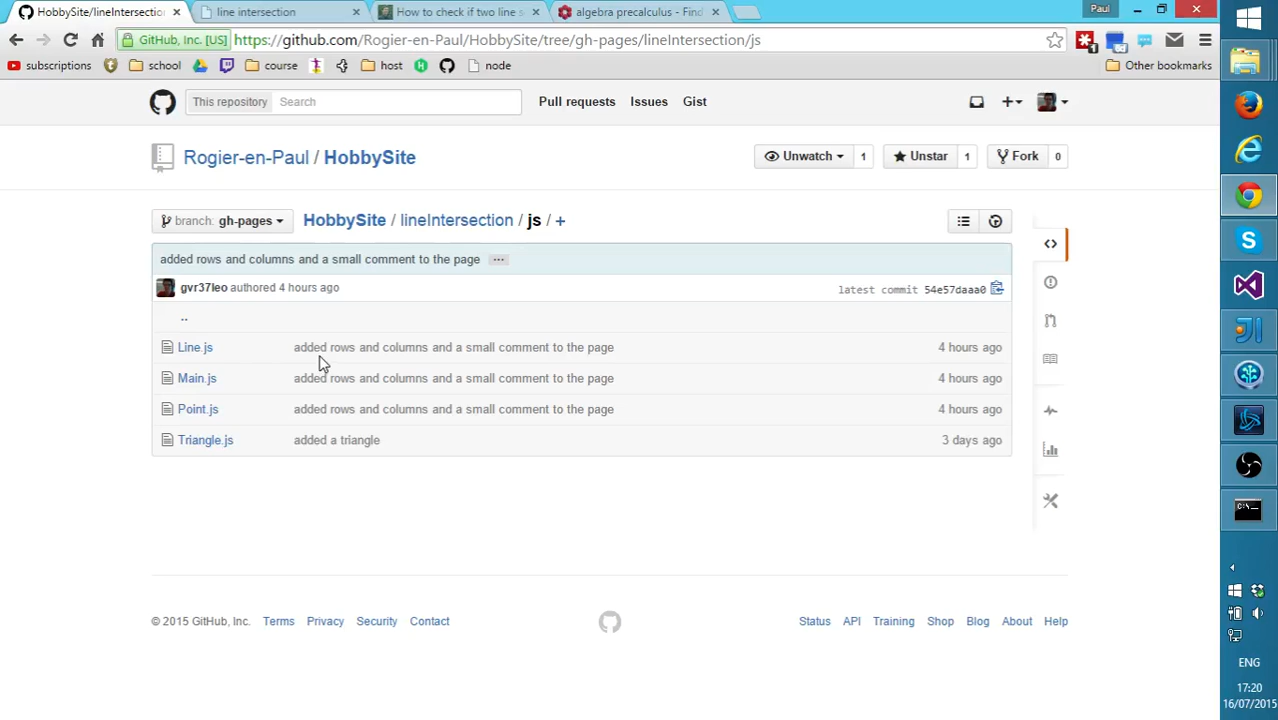 HobbySite/lineIntersection
line intersection
How to check if two line s
algebra precalculus - Find
Paul
GitHub, Inc. [US]
https://github.com/Rogier-en-Paul/HobbySite/tree/gh-pages/lineIntersection/js
subscriptions
school
course
host
node
Other bookmarks
This repository
Search
Pull requests
Issues
Gist
Rogier-en-Paul / HobbySite
Unwatch
1
Unstar
1
Fork
0
branch: gh-pages
HobbySite / lineIntersection / js / +
added rows and columns and a small comment to the page
gvr37leo authored 4 hours ago
latest commit 54e57daaa0
..
Line.js added rows and columns and a small comment to the page 4 hours ago
Main.js added rows and columns and a small comment to the page 4 hours ago
Point.js added rows and columns and a small comment to the page 4 hours ago
Triangle.js added a triangle 3 days ago
© 2015 GitHub, Inc. Terms Privacy Security Contact
Status API Training Shop Blog About Help
ENG
17:20
16/07/2015